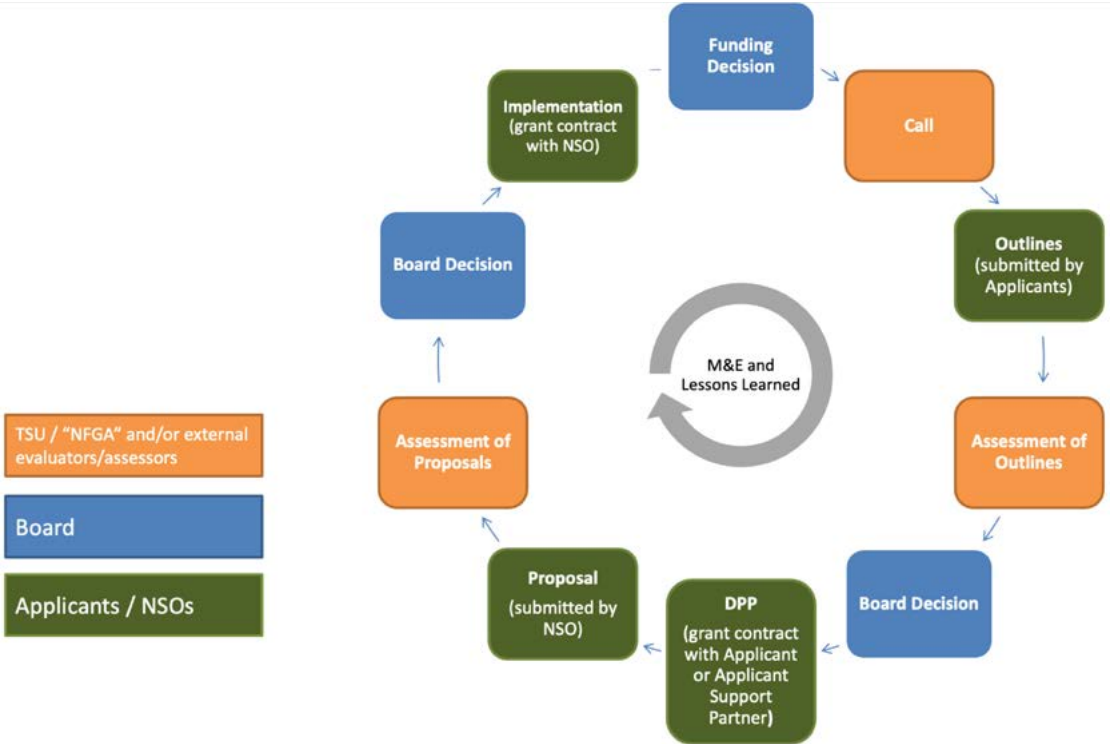 Funding
Decision
Call
Outlines
(submitted by
Applicants)
Assessment of
Outlines
Board Decision
DPP
(grant contract
with Applicant
or Applicant
Support
Partner)
Proposal
(submitted by
NSO)
Assessment of
Proposals
Board Decision
Implementation
(grant contract
with NSO)
M&E and
Lessons Learned
TSU / "NFGA" and/or external
evaluators/assessors
Board
Applicants / NSOs